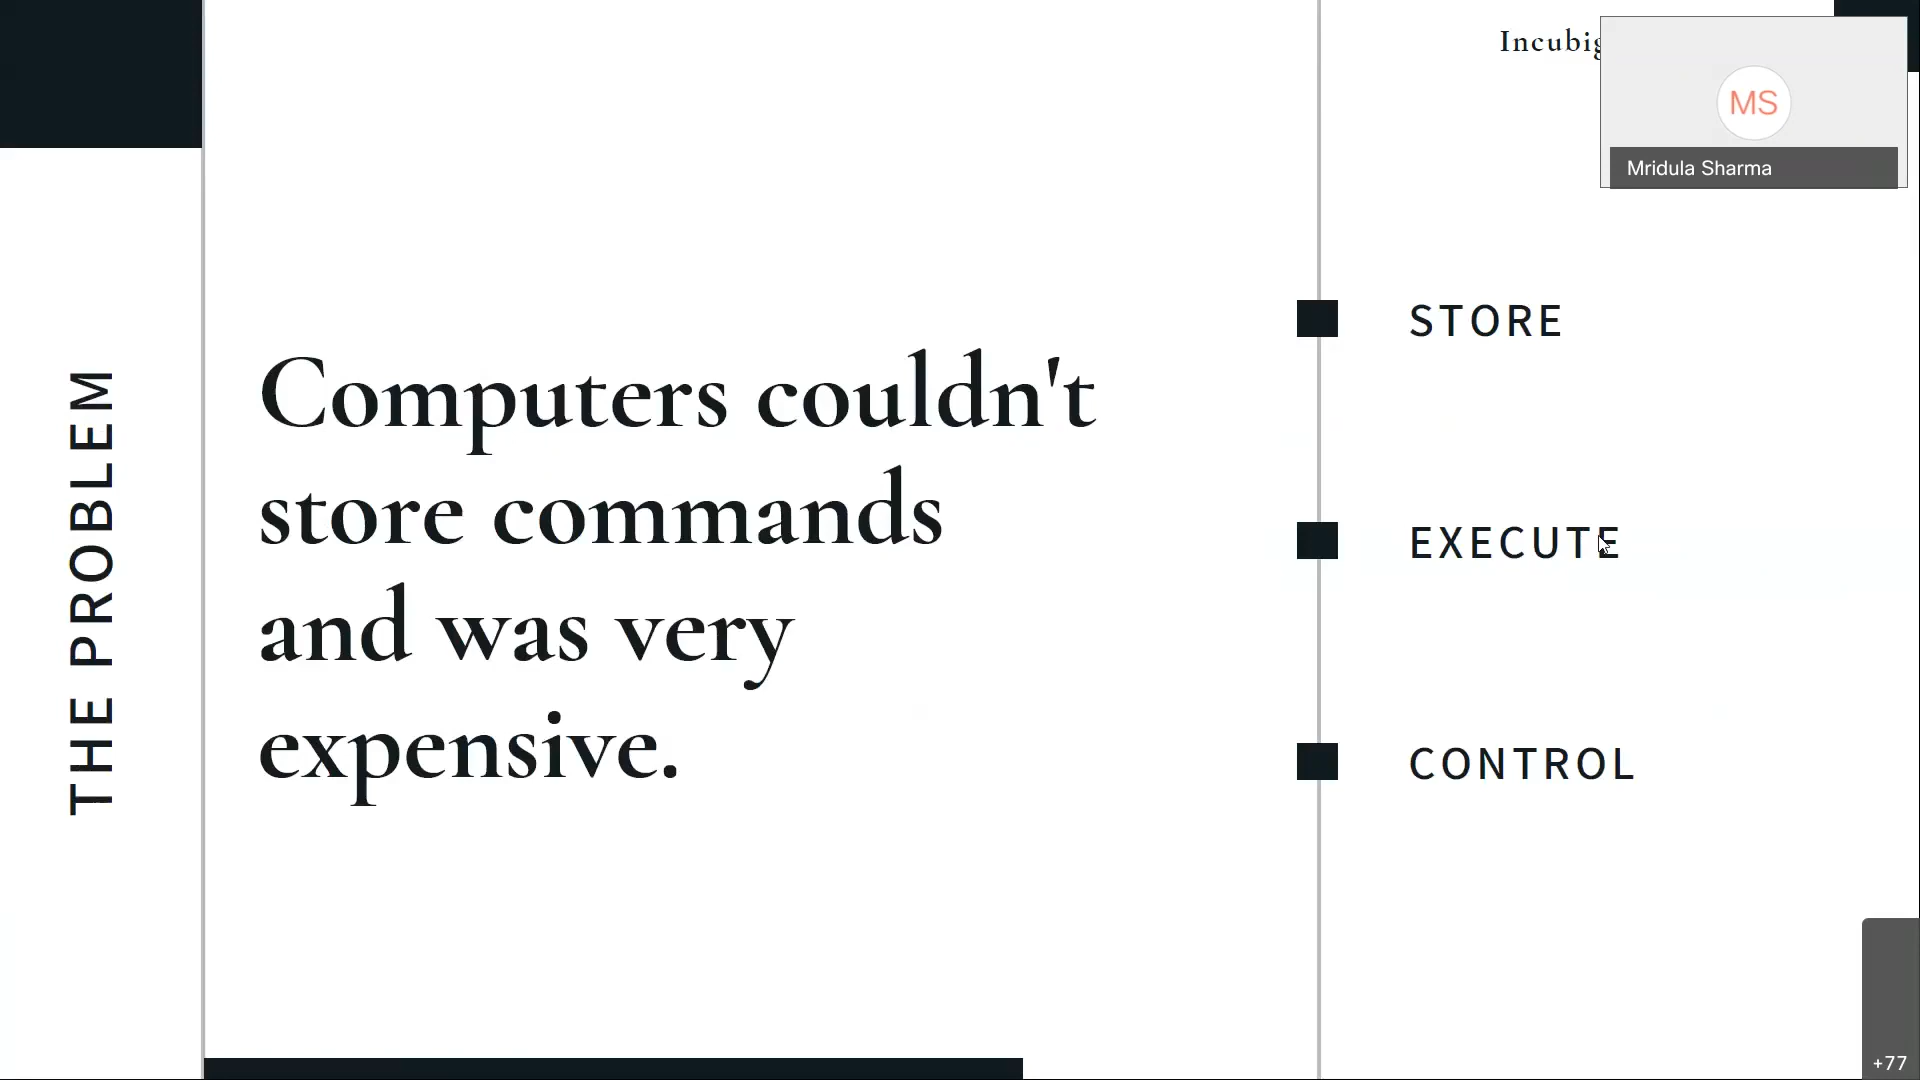 THE PROBLEM
Computers couldn't
store commands
and was very
expensive.
STORE
EXECUTE
CONTROL
MS
Mridula Sharma
+77